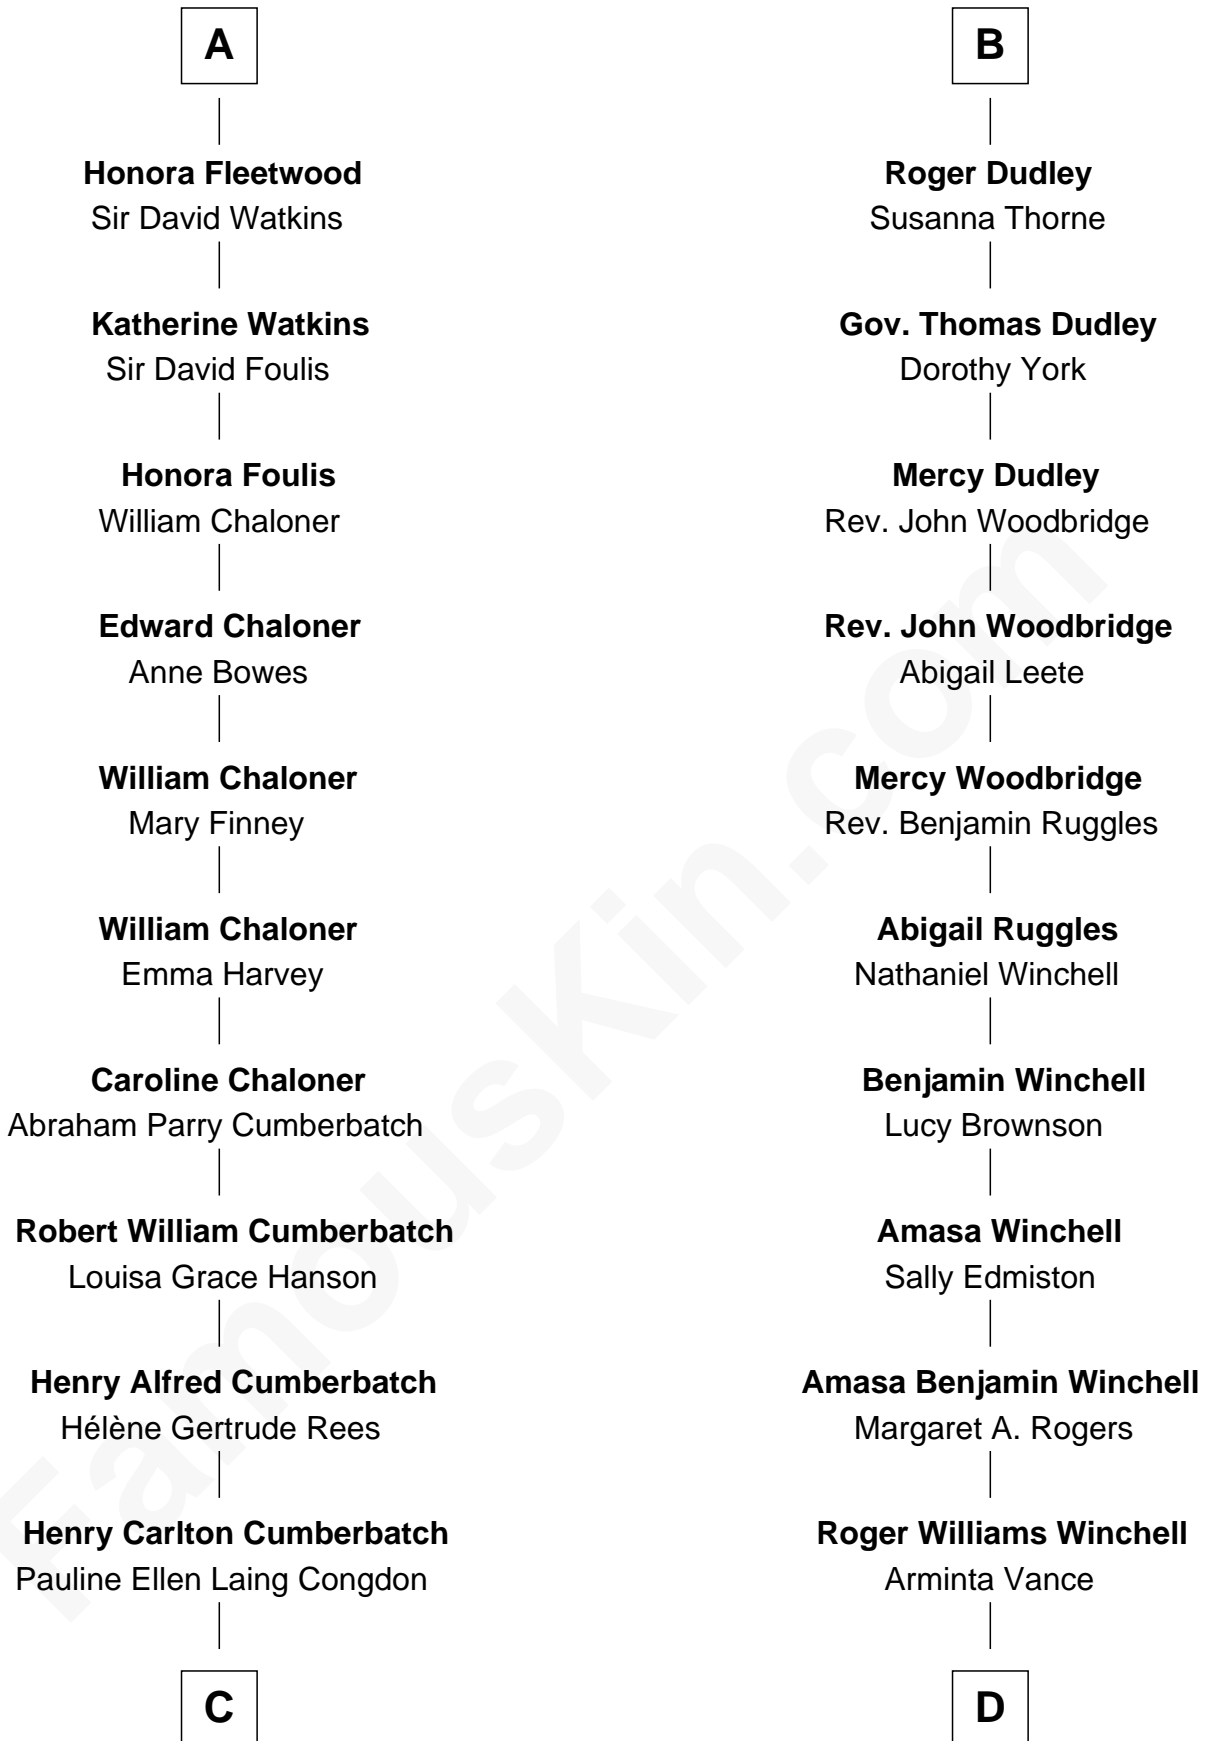 A
Honora Fleetwood
Sir David Watkins
Katherine Watkins
Sir David Foulis
Honora Foulis
William Chaloner
Edward Chaloner
Anne Bowes
William Chaloner
Mary Finney
William Chaloner
Emma Harvey
Caroline Chaloner
Abraham Parry Cumberbatch
Robert William Cumberbatch
Louisa Grace Hanson
Henry Alfred Cumberbatch
Hélène Gertrude Rees
Henry Carlton Cumberbatch
Pauline Ellen Laing Congdon
C
B
Roger Dudley
Susanna Thorne
Gov. Thomas Dudley
Dorothy York
Mercy Dudley
Rev. John Woodbridge
Rev. John Woodbridge
Abigail Leete
Mercy Woodbridge
Rev. Benjamin Ruggles
Abigail Ruggles
Nathaniel Winchell
Benjamin Winchell
Lucy Brownson
Amasa Winchell
Sally Edmiston
Amasa Benjamin Winchell
Margaret A. Rogers
Roger Williams Winchell
Arminta Vance
D
FamousKin.com